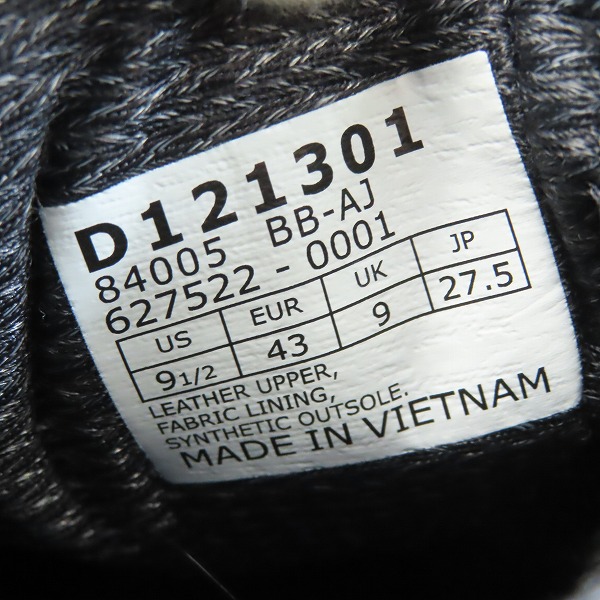 D121301
84005 BB-AJ
627522 - 0001
US EUR UK JP
9 1/2 43 9 27.5
LEATHER UPPER,
FABRIC LINING,
SYNTHETIC OUTSOLE.
MADE IN VIETNAM